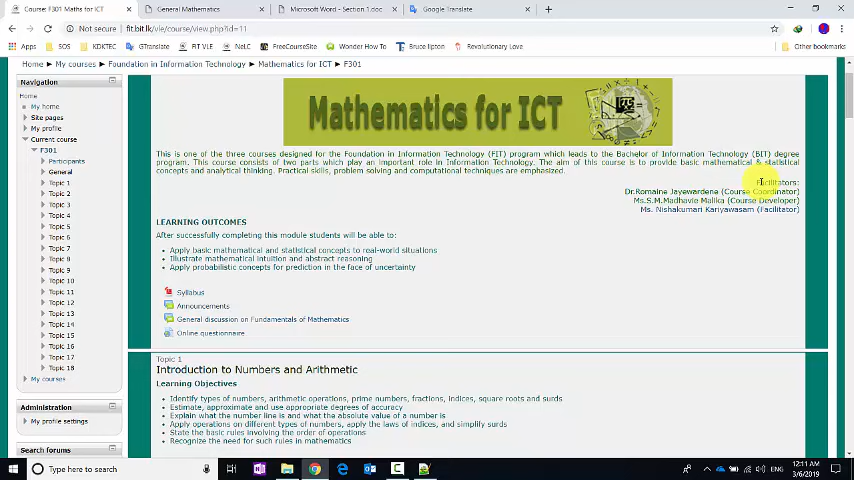 Course: F301 Maths for ICT
General Mathematics
Microsoft Word - Section 1.doc
Google Translate
Not secure | fit.bit.lk/vle/course/view.php?id=11
Apps SOS KDKTEC GTranslate FIT VLE NeLC FreeCourseSite Wonder How To Bruce lipton Revolutionary Love Other bookmarks
Home ► My courses ► Foundation in Information Technology ► Mathematics for ICT ► F301
Navigation
Home
My home
Site pages
My profile
Current course
F301
Participants
General
Topic 1
Topic 2
Topic 3
Topic 4
Topic 5
Topic 6
Topic 7
Topic 8
Topic 9
Topic 10
Topic 11
Topic 12
Topic 13
Topic 14
Topic 15
Topic 16
Topic 17
Topic 18
My courses
Administration
My profile settings
Search forums
Mathematics for ICT
This is one of the three courses designed for the Foundation in Information Technology (FIT) program which leads to the Bachelor of Information Technology (BIT) degree
program. This course consists of two parts which play an important role in Information Technology. The aim of this course is to provide basic mathematical & statistical
concepts and analytical thinking. Practical skills, problem solving and computational techniques are emphasized.
Facilitators:
Dr.Romaine Jayewardene (Course Coordinator)
Ms.S.M.Madhavie Malika (Course Developer)
Ms. Nishakumari Kariyawasam (Facilitator)
LEARNING OUTCOMES
After successfully completing this module students will be able to:
• Apply basic mathematical and statistical concepts to real-world situations
• Illustrate mathematical intuition and abstract reasoning
• Apply probabilistic concepts for prediction in the face of uncertainty
Syllabus
Announcements
General discussion on Fundamentals of Mathematics
Online questionnaire
Topic 1
Introduction to Numbers and Arithmetic
Learning Objectives
• Identify types of numbers, arithmetic operations, prime numbers, fractions, indices, square roots and surds
• Estimate, approximate and use appropriate degrees of accuracy
• Explain what the number line is and what the absolute value of a number is
• Apply operations on different types of numbers, apply the laws of indices, and simplify surds
• State the basic rules involving the order of operations
• Recognize the need for such rules in mathematics
Type here to search
ENG
12:11 AM
3/6/2019